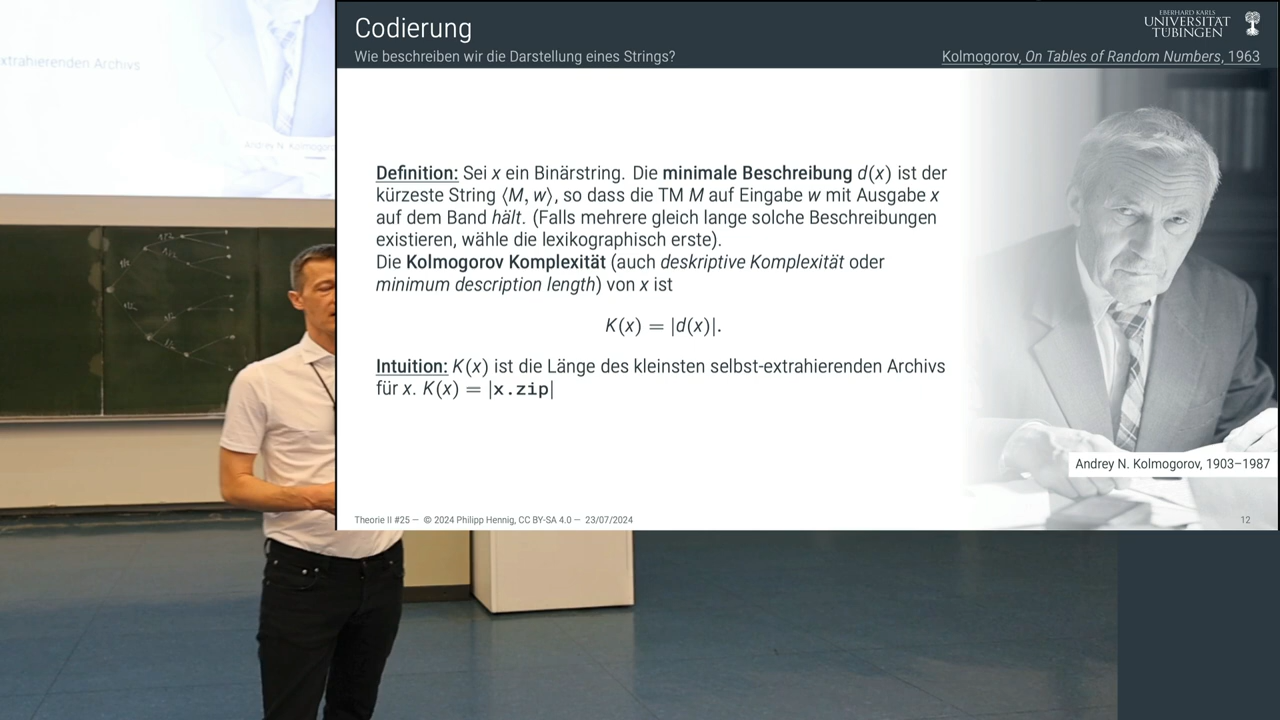 xtrahierenden Archivs
Andrey N. Kolmogoro
Codierung
Wie beschreiben wir die Darstellung eines Strings?
Kolmogorov, On Tables of Random Numbers, 1963
EBERHARD KARLS
UNIVERSITÄT
TÜBINGEN
Definition: Sei x ein Binärstring. Die minimale Beschreibung d(x) ist der
kürzeste String ⟨M, w⟩, so dass die TM M auf Eingabe w mit Ausgabe x
auf dem Band hält. (Falls mehrere gleich lange solche Beschreibungen
existieren, wähle die lexikographisch erste).
Die Kolmogorov Komplexität (auch deskriptive Komplexität oder
minimum description length) von x ist
K(x) = |d(x)|.
Intuition: K(x) ist die Länge des kleinsten selbst-extrahierenden Archivs
für x. K(x) = |x.zip|
Andrey N. Kolmogorov, 1903–1987
Theorie II #25 — © 2024 Philipp Hennig, CC BY-SA 4.0 — 23/07/2024
12